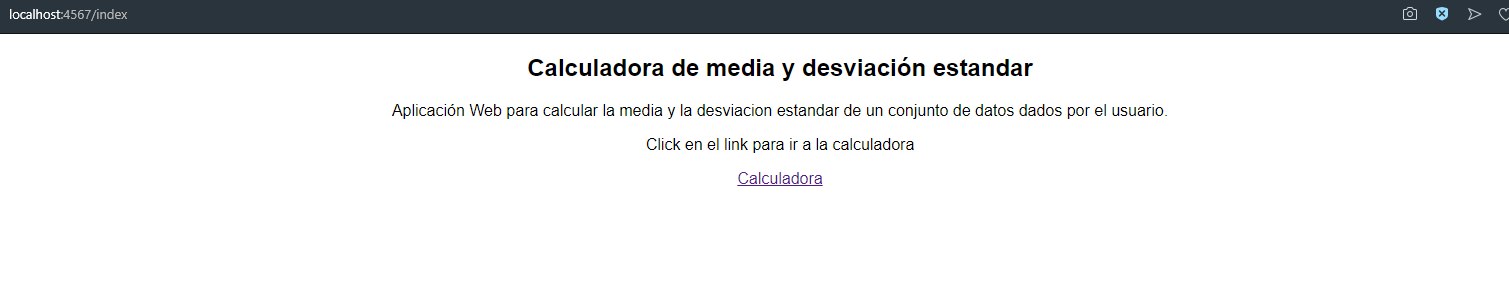 localhost:4567/index
Calculadora de media y desviación estandar
Aplicación Web para calcular la media y la desviacion estandar de un conjunto de datos dados por el usuario.
Click en el link para ir a la calculadora
Calculadora